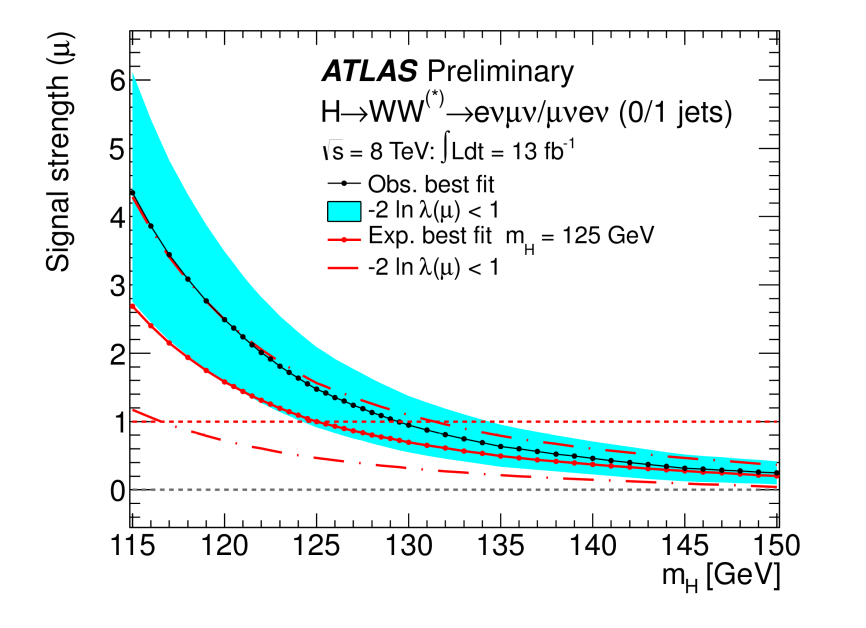 Signal strength (μ)
6
5
4
3
2
1
0
ATLAS Preliminary
H→WW(*)→eνμν/μνeν (0/1 jets)
√s = 8 TeV: ∫Ldt = 13 fb-1
Obs. best fit
-2 ln λ(μ) < 1
Exp. best fit mH = 125 GeV
-2 ln λ(μ) < 1
115 120 125 130 135 140 145 150
mH [GeV]